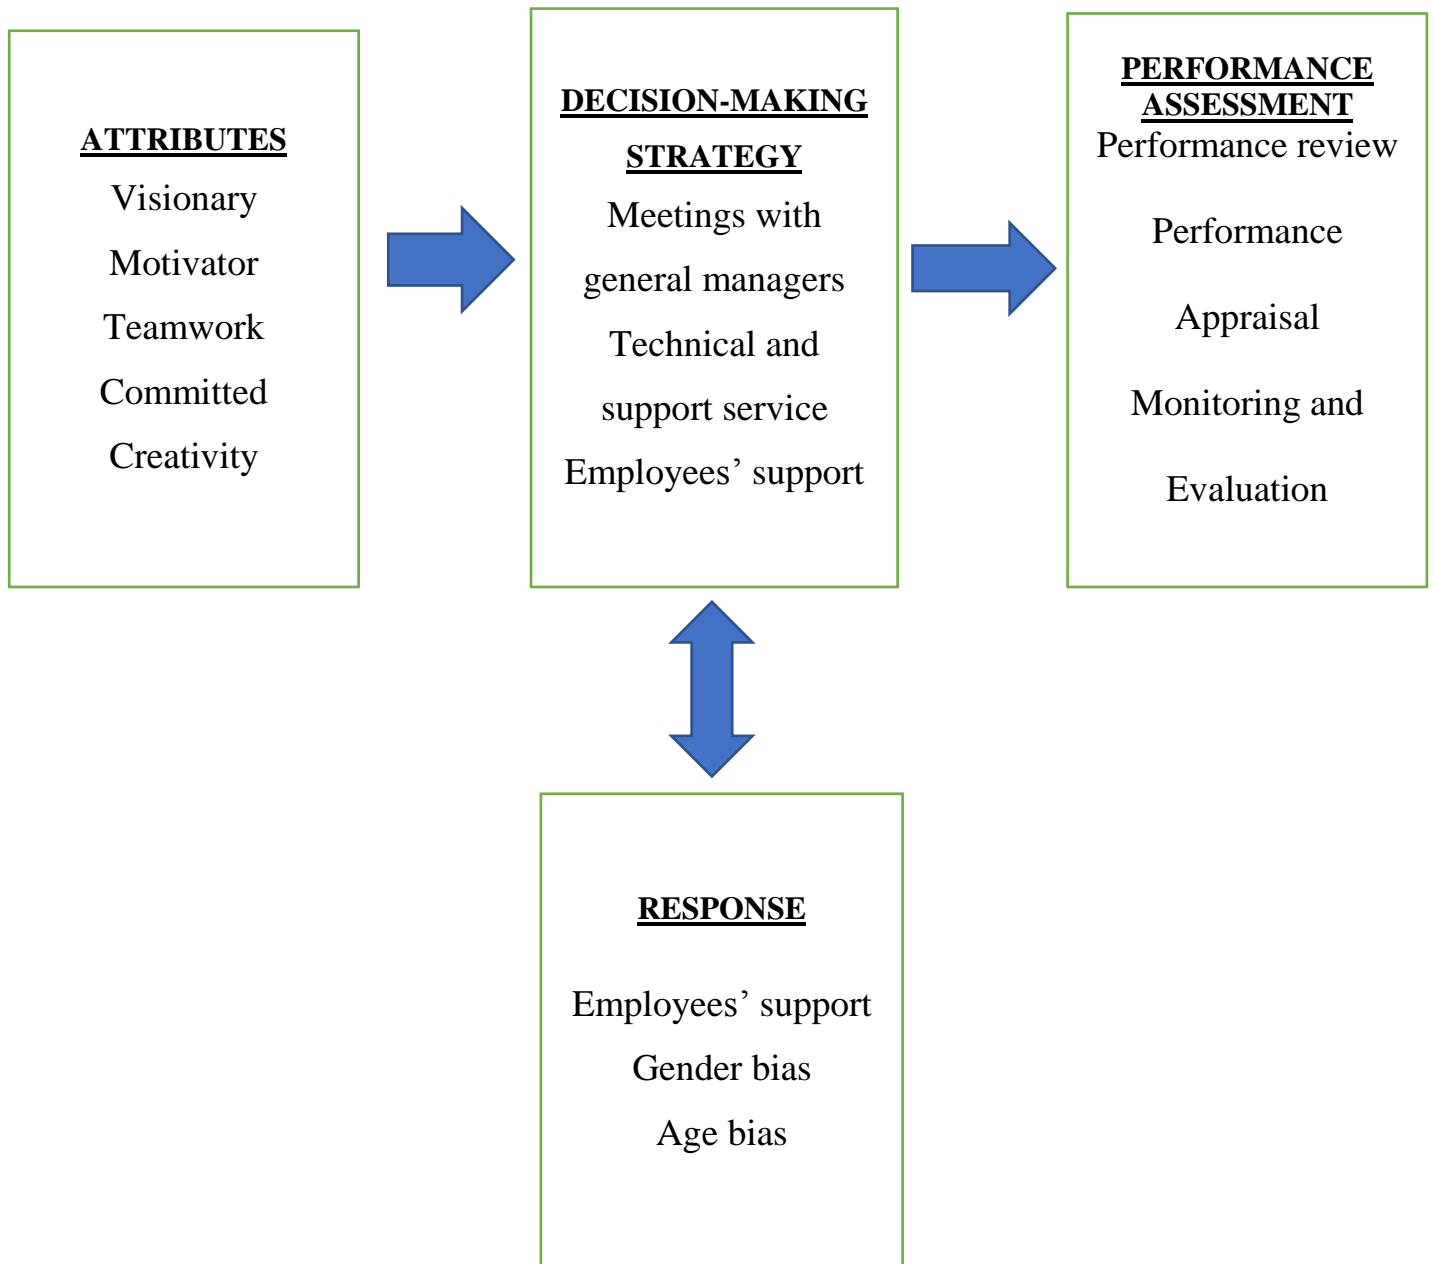 ATTRIBUTES
Visionary
Motivator
Teamwork
Committed
Creativity
DECISION-MAKING
STRATEGY
Meetings with
general managers
Technical and
support service
Employees’ support
PERFORMANCE
ASSESSMENT
Performance review
Performance
Appraisal
Monitoring and
Evaluation
RESPONSE
Employees’ support
Gender bias
Age bias